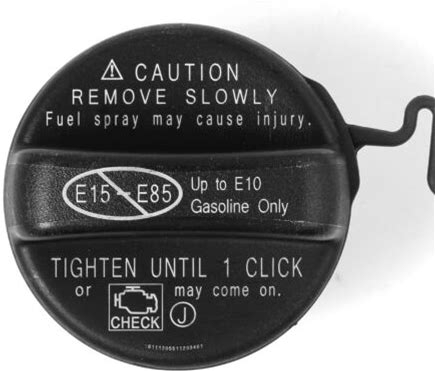 ⚠ CAUTION
REMOVE SLOWLY
Fuel spray may cause injury.
E15~E85 Up to E10
Gasoline Only
TIGHTEN UNTIL 1 CLICK
or CHECK may come on.
J